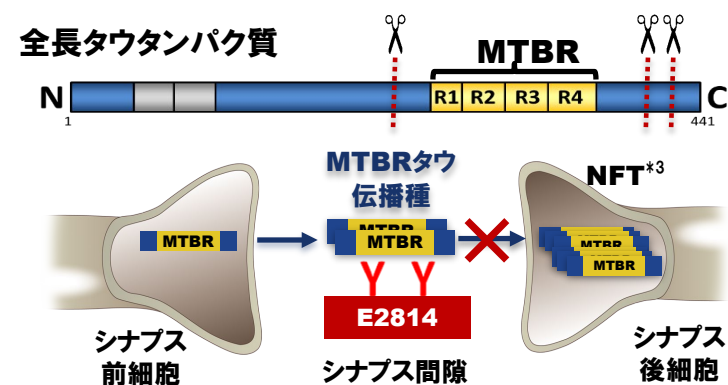 全長タウタンパク質
MTBR
N
R1 R2 R3 R4
C
1
441
MTBRタウ
伝播種
NFT*3
MTBR
MTBR
MTBR
MTBR
MTBR
E2814
シナプス
前細胞
シナプス間隙
シナプス
後細胞